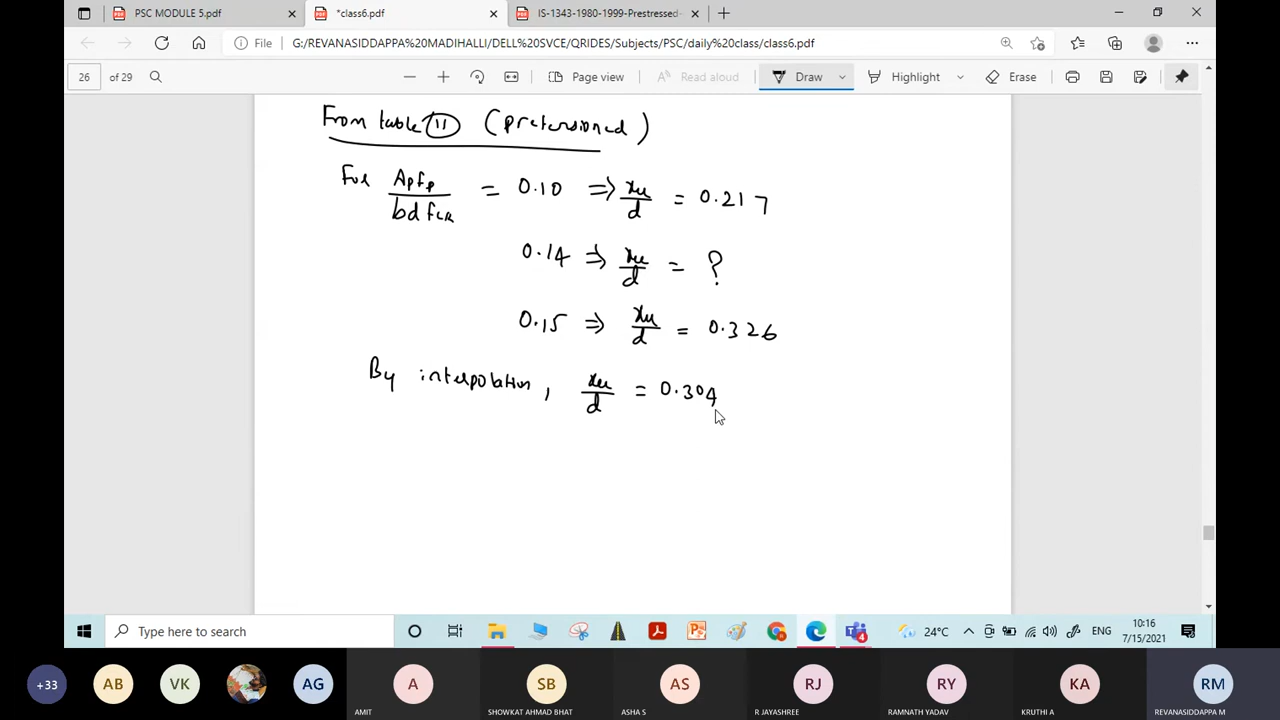 PSC MODULE 5.pdf
*class6.pdf
IS-1343-1980-1999-Prestressed-
File
G:/REVANASIDDAPPA%20MADIHALLI/DELL%20SVCE/QRIDES/Subjects/PSC/daily%20class/class6.pdf
26 of 29
Page view
Read aloud
Draw
Highlight
Erase
From table 11 (pretensioned)
For Apfp/bdfck = 0.10 ⇒ xu/d = 0.217
0.14 ⇒ xu/d = ?
0.15 ⇒ xu/d = 0.326
By interpolation, xu/d = 0.304
Type here to search
24°C
ENG
10:16
7/15/2021
4
+33
AB
VK
AG
A
SB
AS
RJ
RY
KA
RM
AMIT
SHOWKAT AHMAD BHAT
ASHA S
R JAYASHREE
RAMNATH YADAV
KRUTHI A
REVANASIDDAPPA M